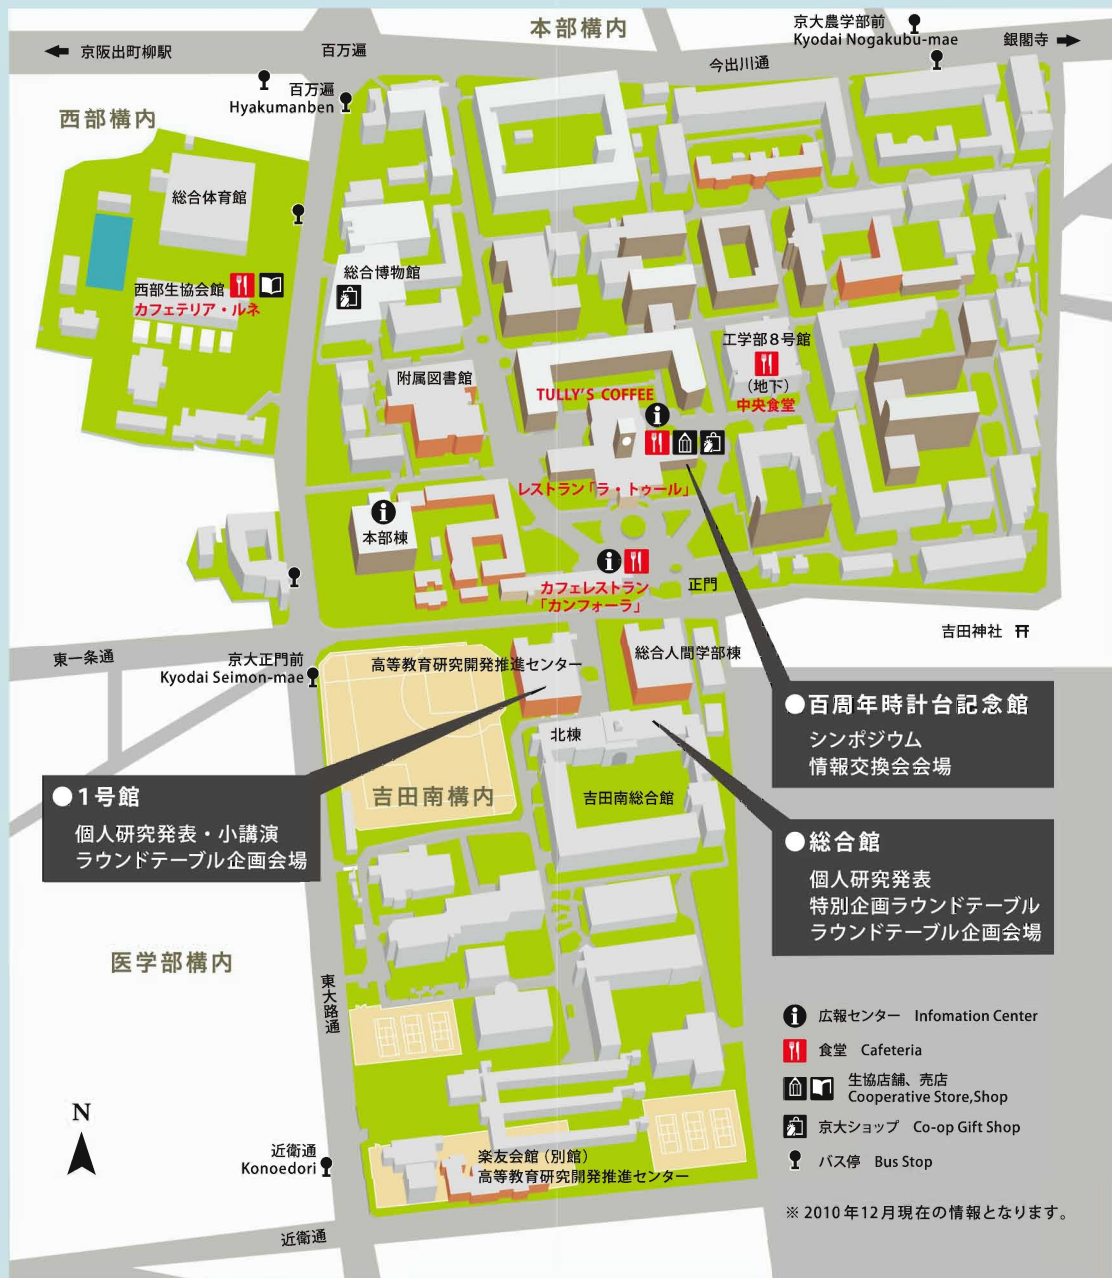 本部構内
京大農学部前
Kyodai Nogakubu-mae
京阪出町柳駅
百万遍
今出川通
銀閣寺
百万遍
Hyakumanben
西部構内
総合体育館
総合博物館
西部生協会館
カフェテリア・ルネ
工学部8号館
(地下)
中央食堂
附属図書館
TULLY'S COFFEE
レストラン「ラ・トゥール」
本部棟
カフェレストラン
「カンフォーラ」
正門
吉田神社
東一条通
京大正門前
Kyodai Seimon-mae
高等教育研究開発推進センター
総合人間学部棟
北棟
●百周年時計台記念館
シンポジウム
情報交換会会場
●1号館
個人研究発表・小講演
ラウンドテーブル企画会場
吉田南構内
吉田南総合館
●総合館
個人研究発表
特別企画ラウンドテーブル
ラウンドテーブル企画会場
医学部構内
東大路通
広報センター Infomation Center
食堂 Cafeteria
生協店舗、売店
Cooperative Store,Shop
京大ショップ Co-op Gift Shop
バス停 Bus Stop
N
近衛通
Konoedori
楽友会館(別館)
高等教育研究開発推進センター
近衛通
※2010年12月現在の情報となります。